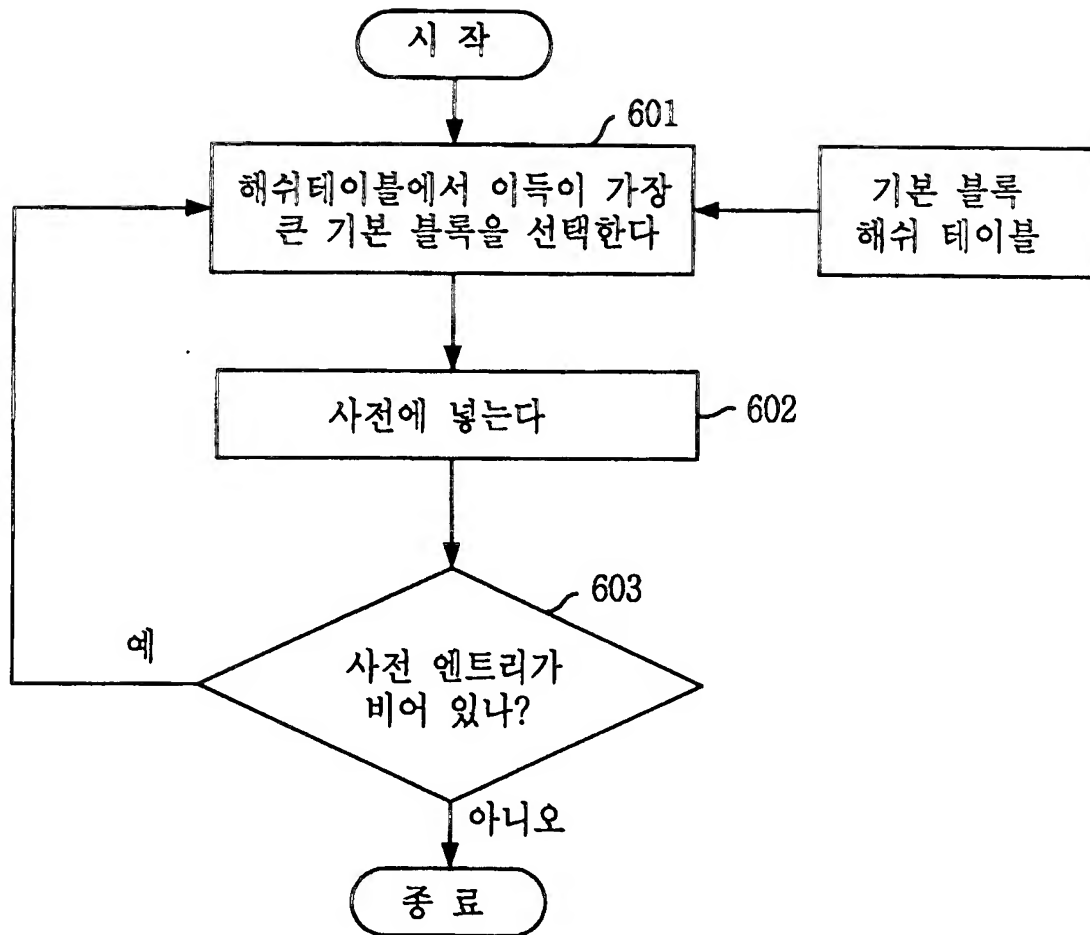 시 작
601
해쉬테이블에서 이득이 가장
큰 기본 블록을 선택한다
기본 블록
해쉬 테이블
사전에 넣는다
602
603
예
사전 엔트리가
비어 있나?
아니오
종 료